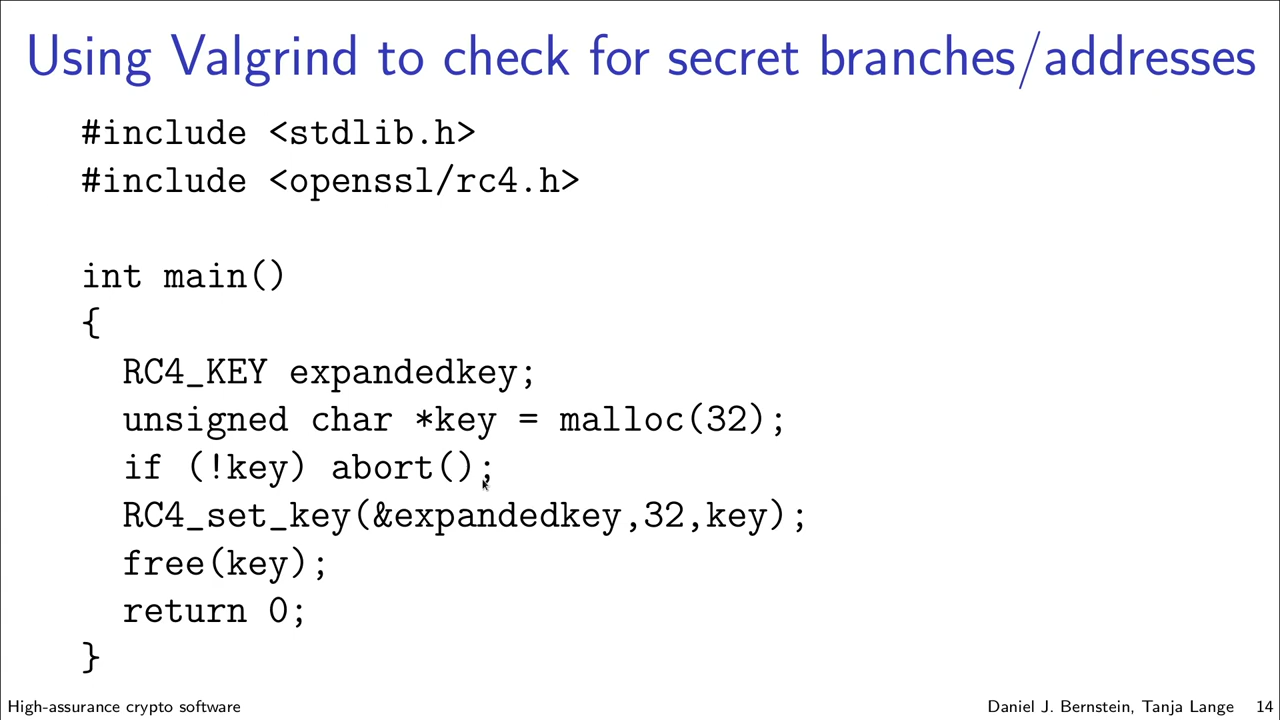 Using Valgrind to check for secret branches/addresses
#include <stdlib.h>
#include <openssl/rc4.h>
int main()
{
RC4_KEY expandedkey;
unsigned char *key = malloc(32);
if (!key) abort();
RC4_set_key(&expandedkey,32,key);
free(key);
return 0;
}
High-assurance crypto software
Daniel J. Bernstein, Tanja Lange 14